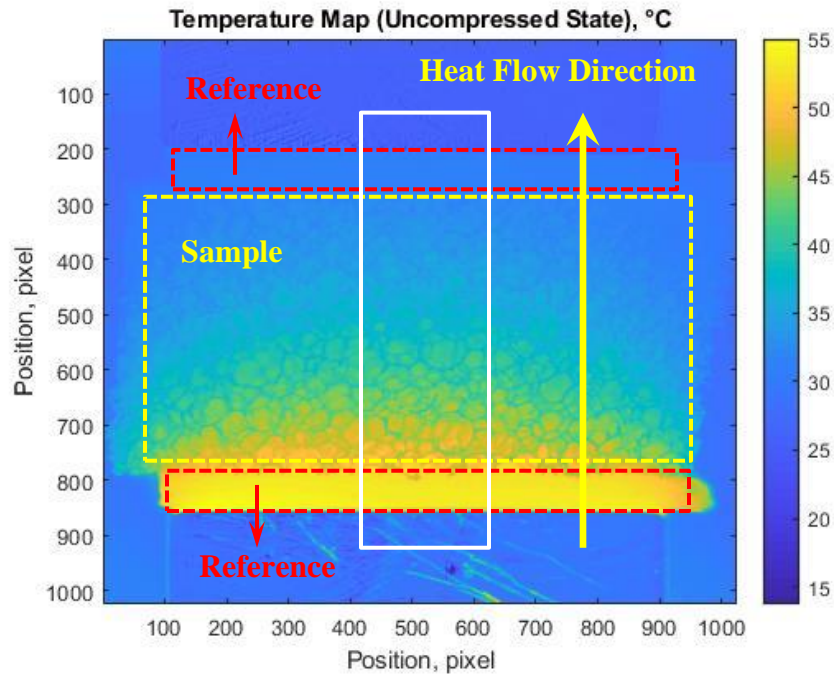 Temperature Map (Uncompressed State), °C
Heat Flow Direction
Reference
Sample
Reference
Position, pixel
100
200
300
400
500
600
700
800
900
1000
100 200 300 400 500 600 700 800 900 1000
Position, pixel
55
50
45
40
35
30
25
20
15